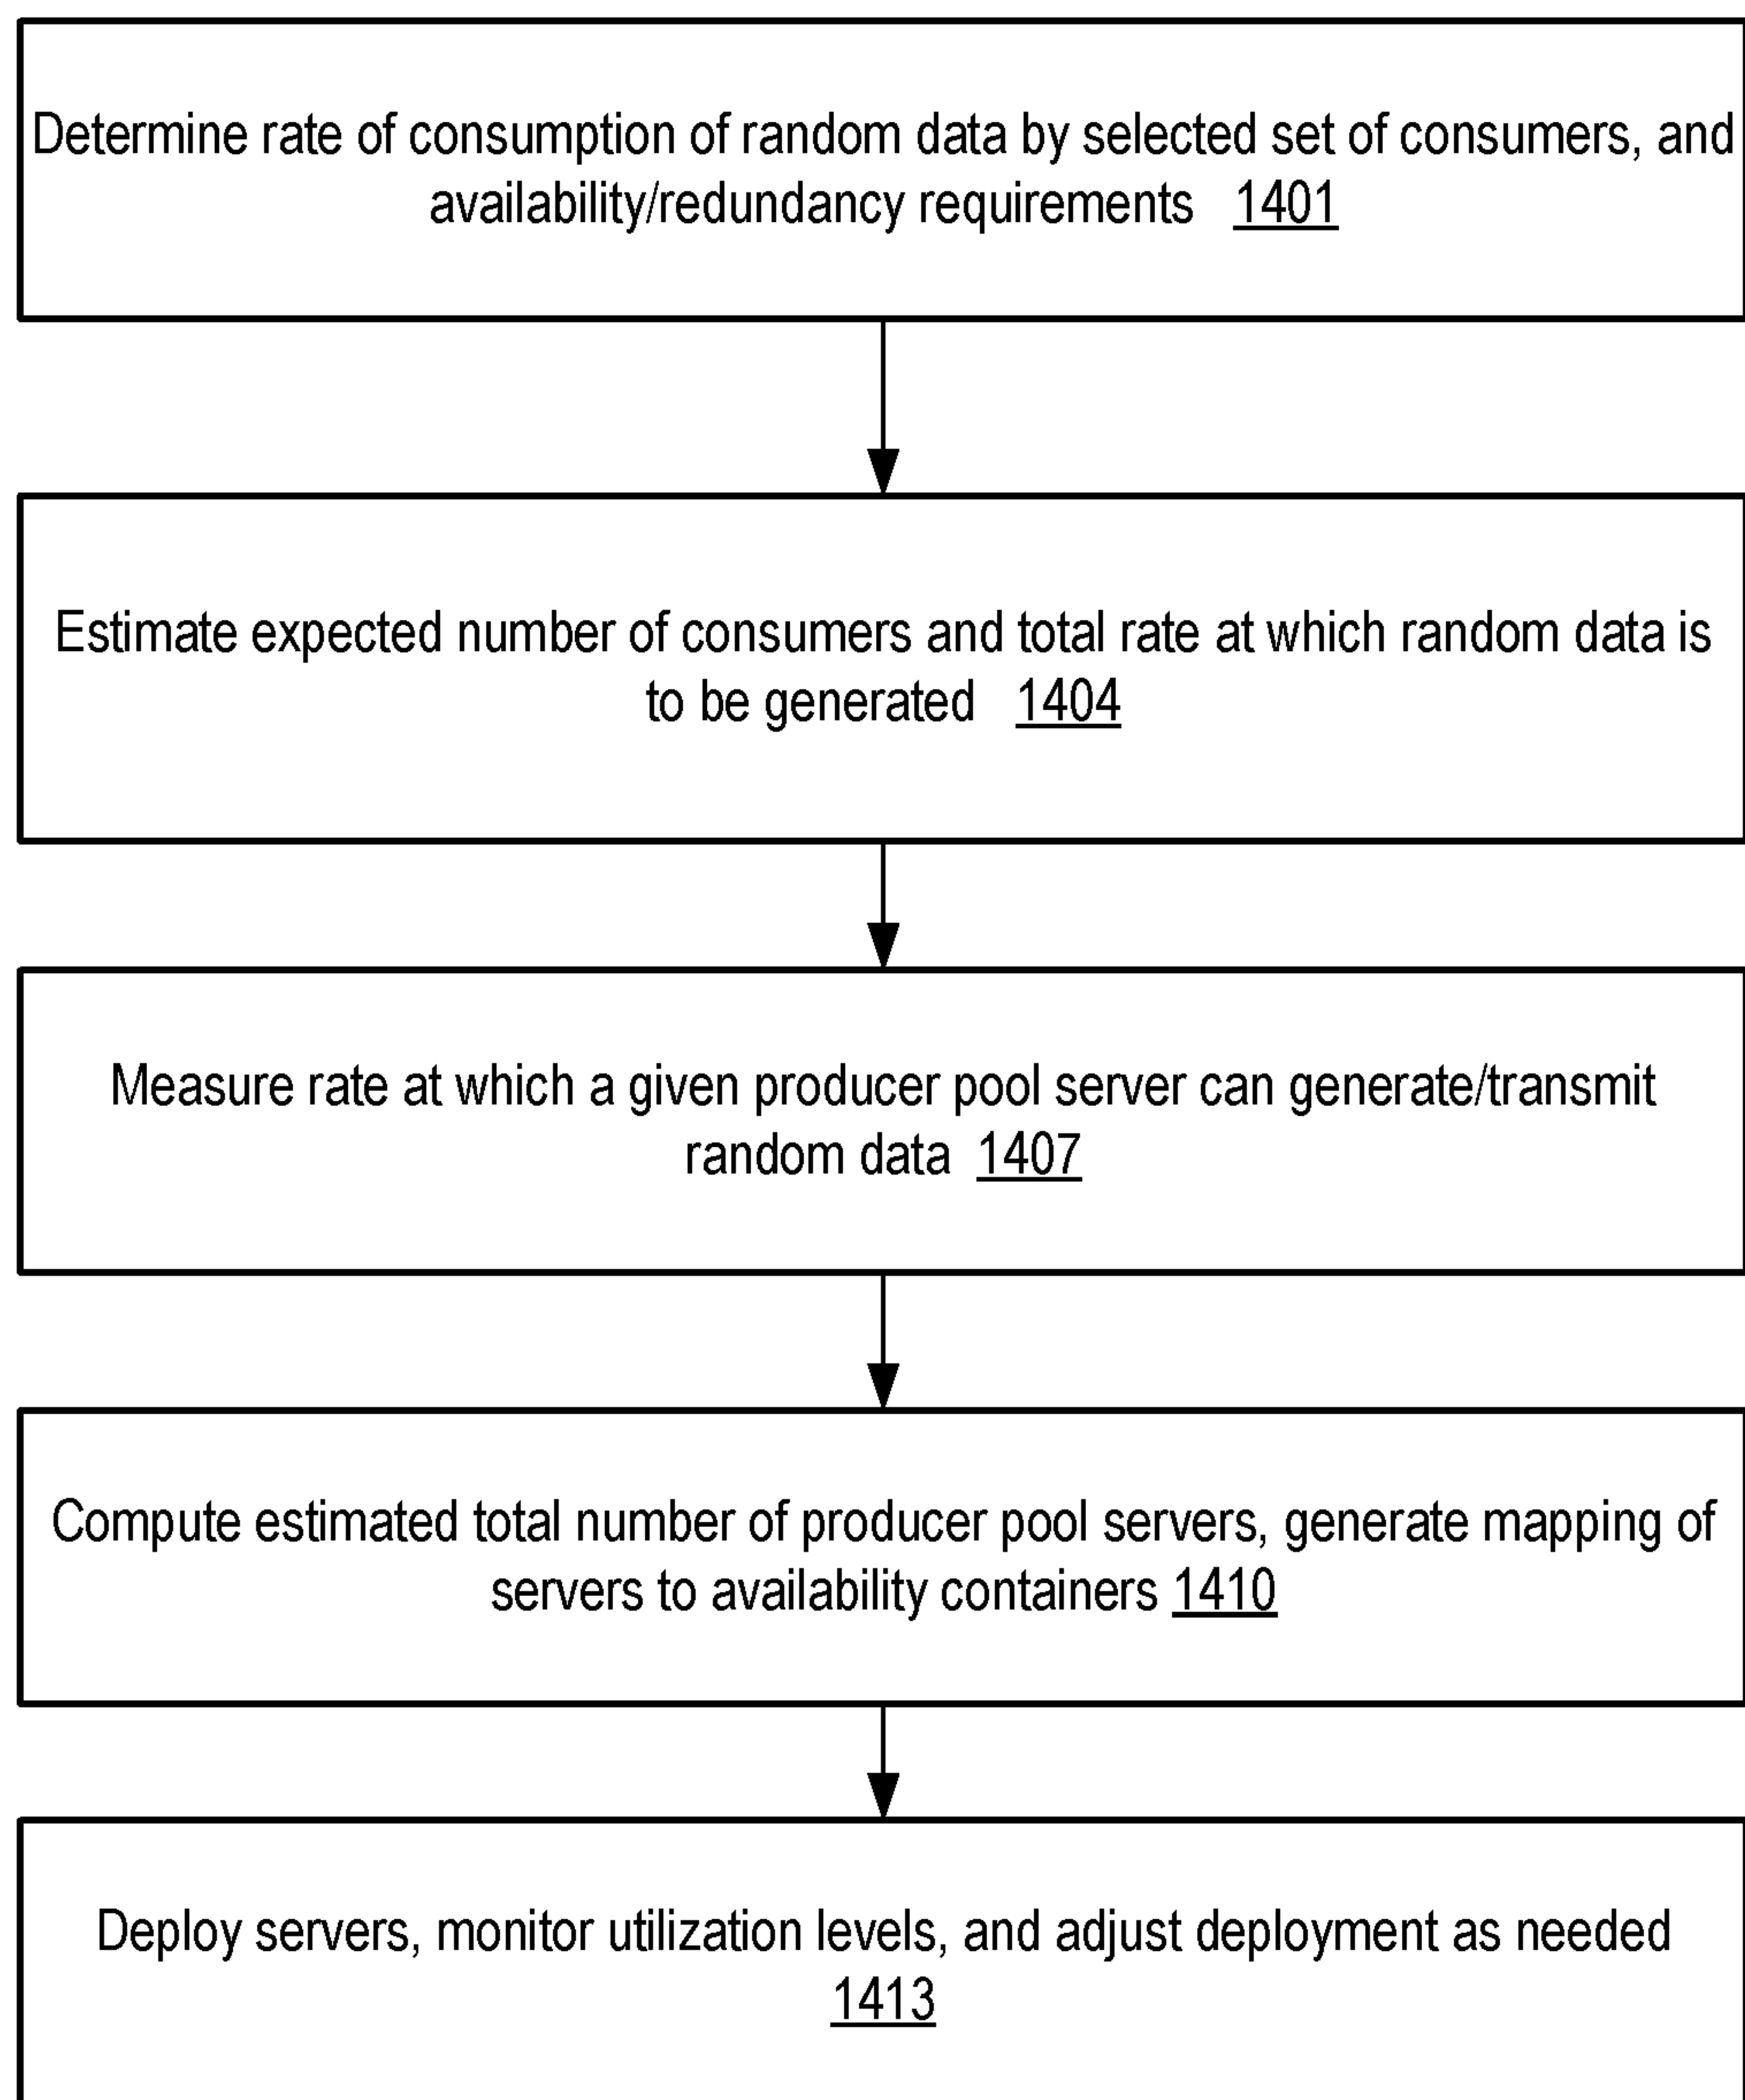 Determine rate of consumption of random data by selected set of consumers, and
availability/redundancy requirements 1401
Estimate expected number of consumers and total rate at which random data is
to be generated 1404
Measure rate at which a given producer pool server can generate/transmit
random data 1407
Compute estimated total number of producer pool servers, generate mapping of
servers to availability containers 1410
Deploy servers, monitor utilization levels, and adjust deployment as needed
1413